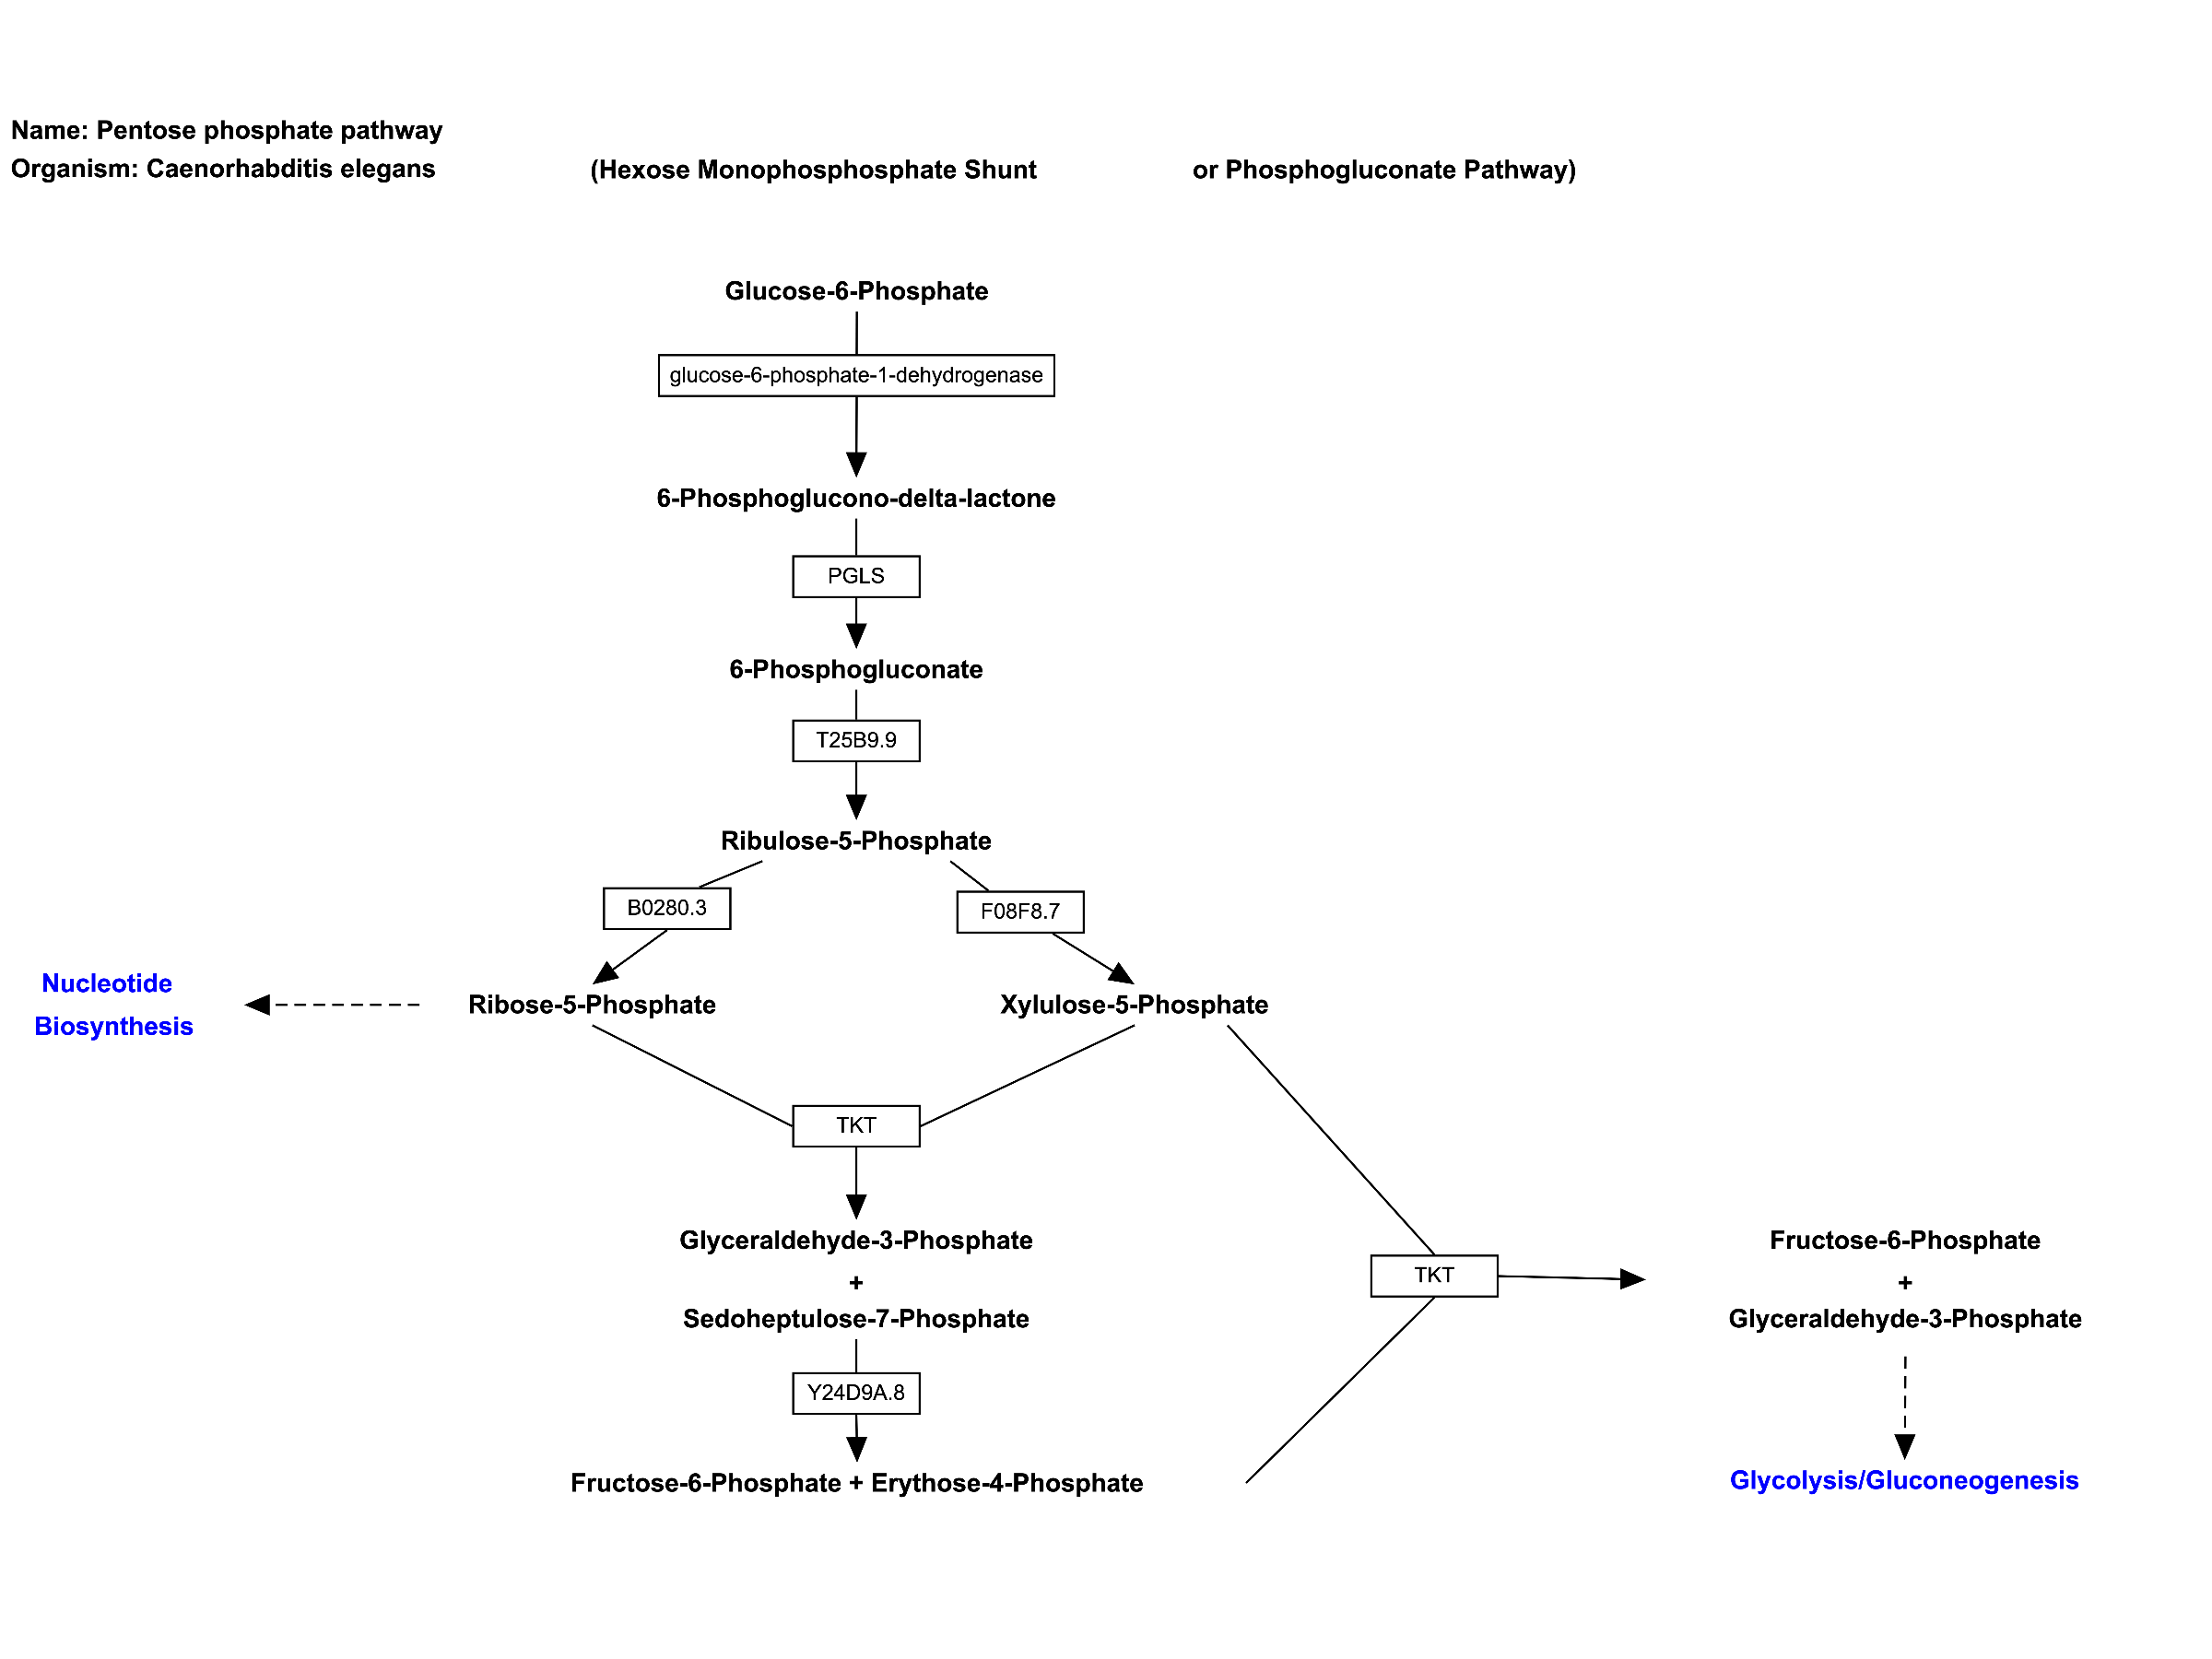 Name: Pentose phosphate pathway
Organism: Caenorhabditis elegans
(Hexose Monophosphosphate Shunt
or Phosphogluconate Pathway)
Glucose-6-Phosphate
glucose-6-phosphate-1-dehydrogenase
6-Phosphoglucono-delta-lactone
PGLS
6-Phosphogluconate
T25B9.9
Ribulose-5-Phosphate
B0280.3
F08F8.7
Nucleotide
Biosynthesis
Ribose-5-Phosphate
Xylulose-5-Phosphate
TKT
Glyceraldehyde-3-Phosphate
+
Sedoheptulose-7-Phosphate
Y24D9A.8
Fructose-6-Phosphate + Erythose-4-Phosphate
TKT
Fructose-6-Phosphate
+
Glyceraldehyde-3-Phosphate
Glycolysis/Gluconeogenesis